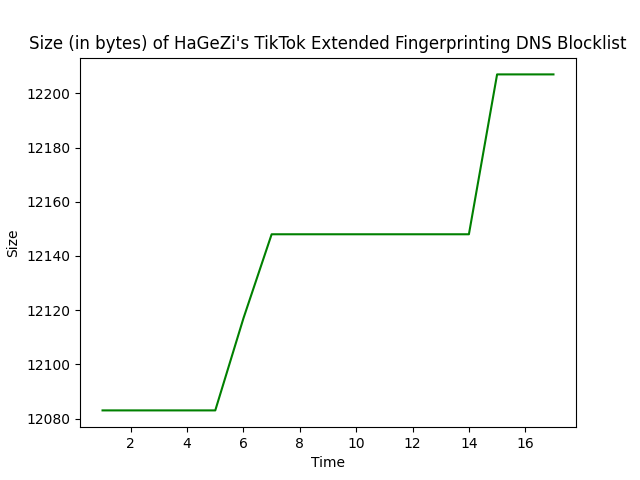 Size (in bytes) of HaGeZi's TikTok Extended Fingerprinting DNS Blocklist
12200
12180
12160
12140
12120
12100
12080
Size
2 4 6 8 10 12 14 16
Time